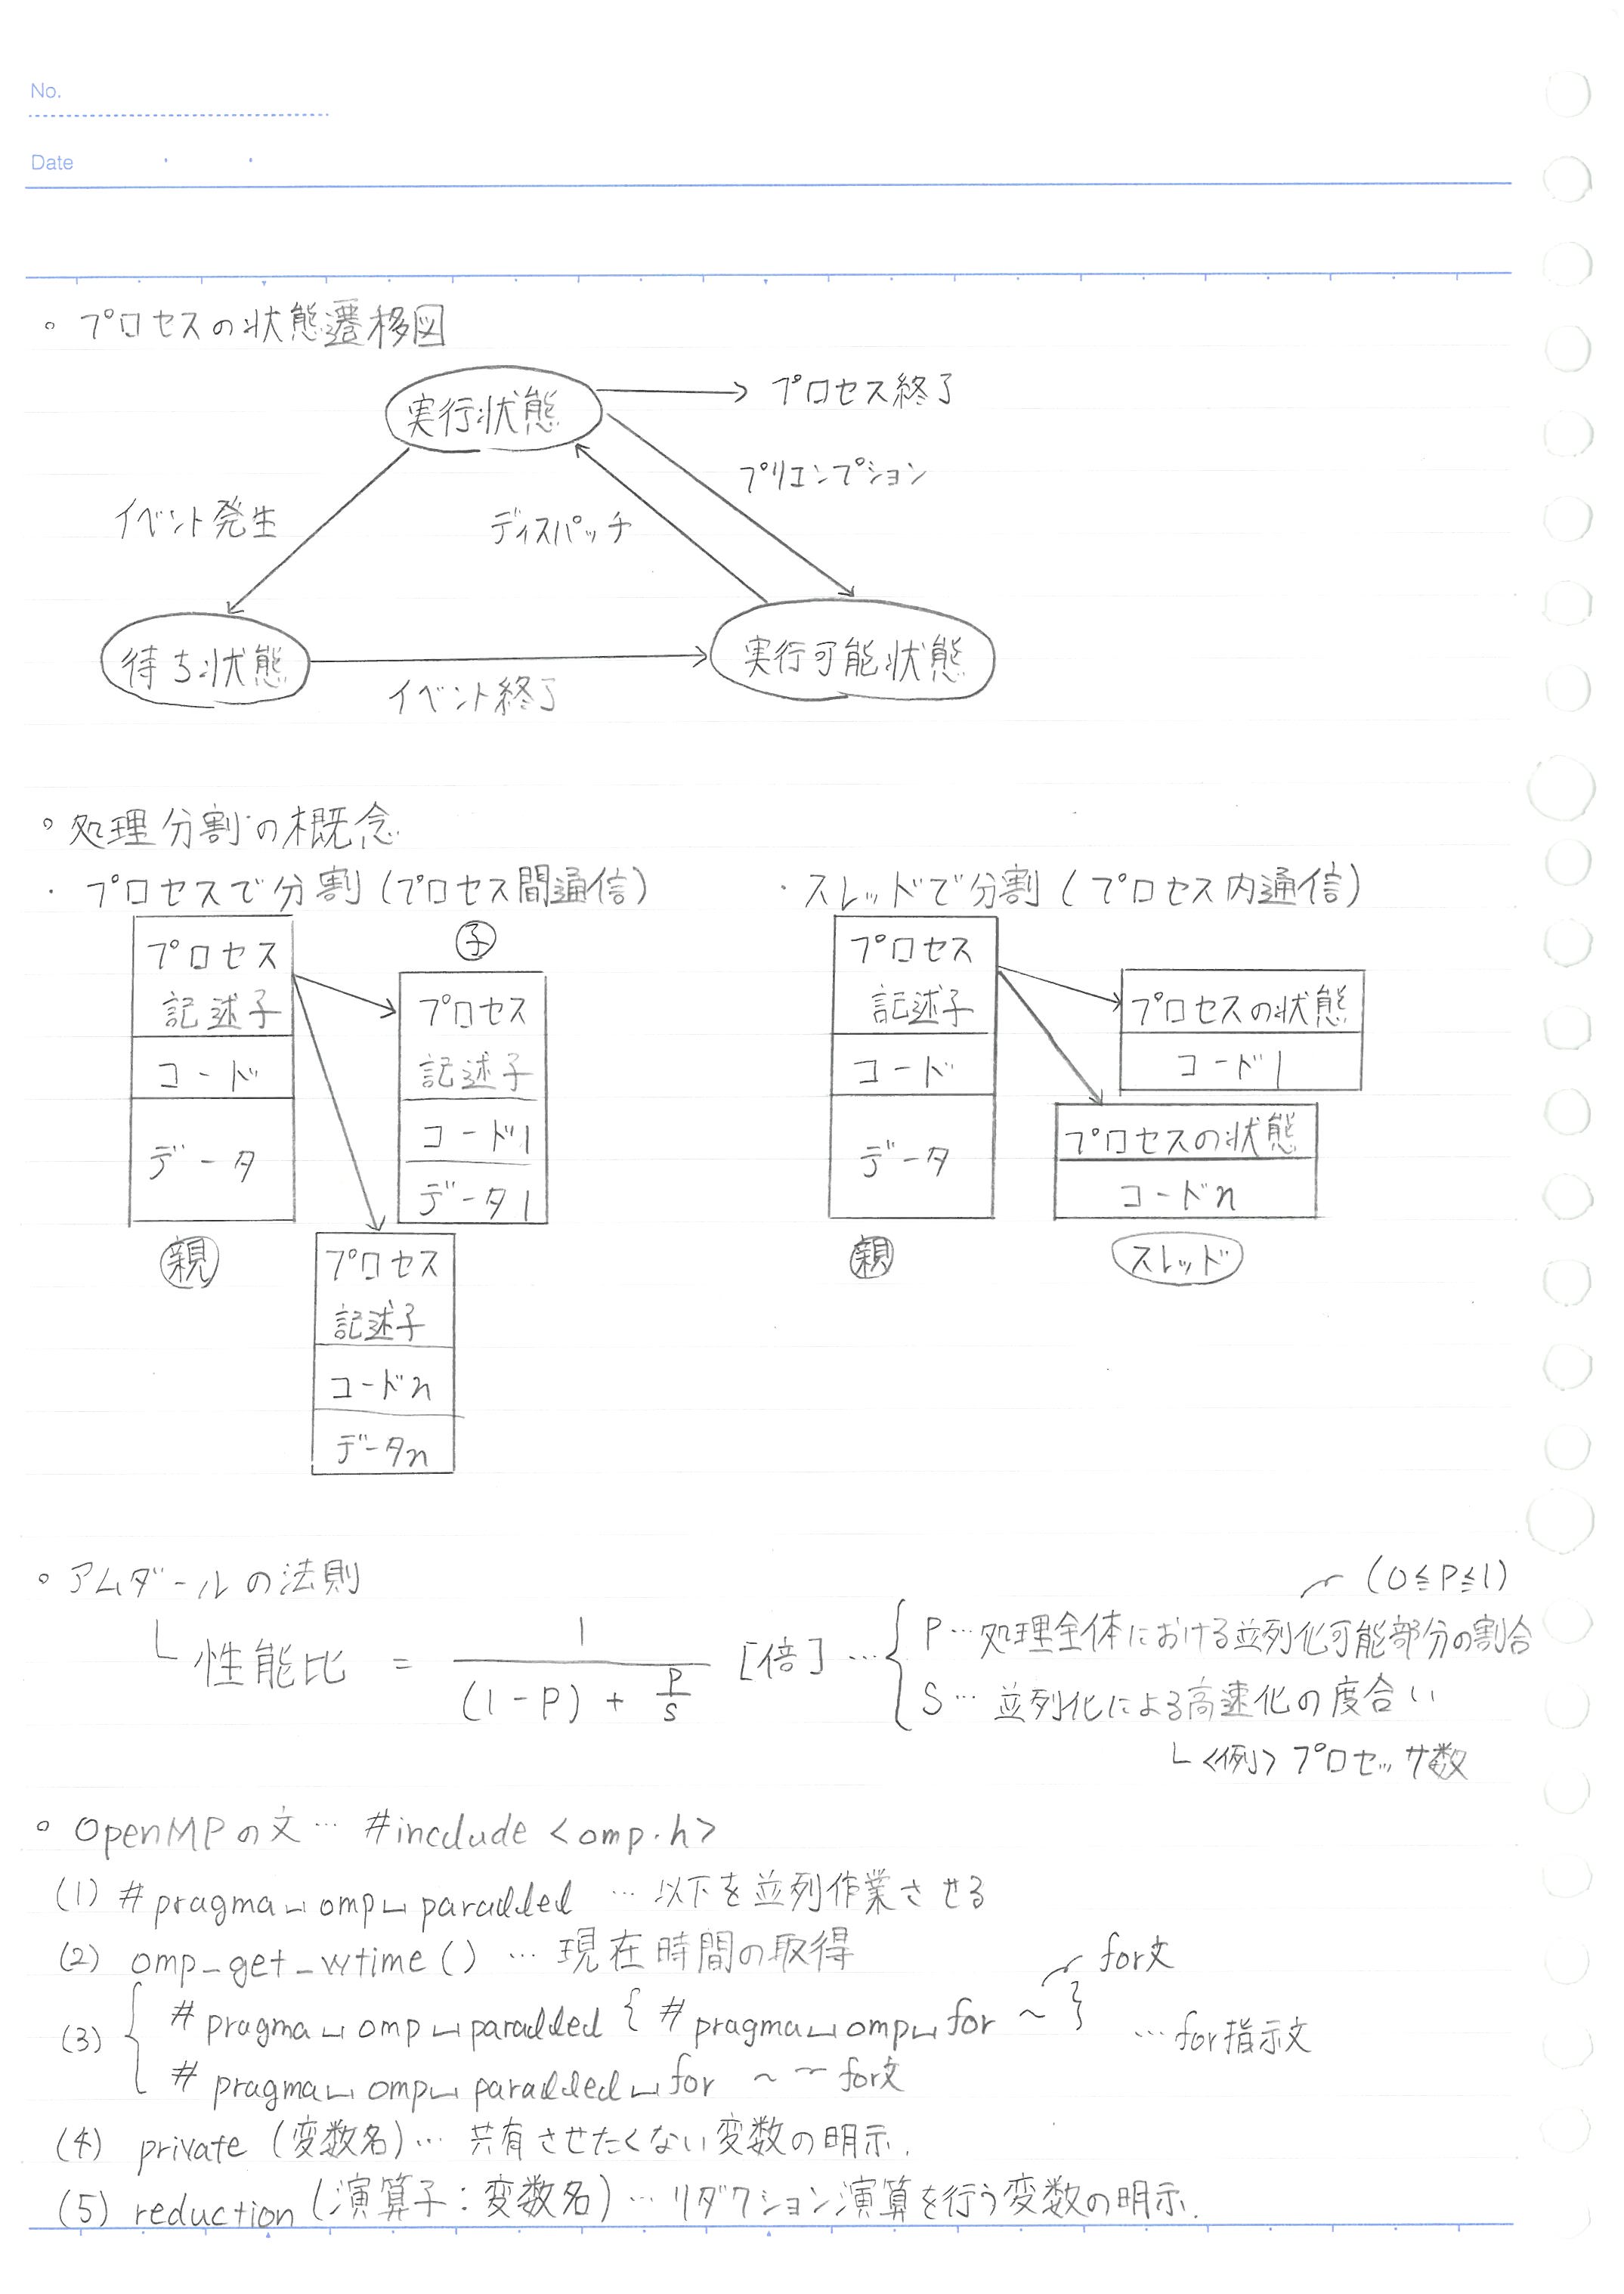 No.
Date
。プロセスの状態遷移図
実行状態
プロセス終了
プリエンプション
イベント発生
ディスパッチ
待ち状態
実行可能状態
イベント終了
。処理分割の概念
・プロセスで分割(プロセス間通信)
プロセス
記述子
コード
データ
親
子
プロセス
記述子
コード1
データ1
プロセス
記述子
コードn
データn
・スレッドで分割(プロセス内通信)
プロセス
記述子
コード
データ
親
プロセスの状態
コード1
プロセスの状態
コードn
スレッド
。アムダールの法則
(0≦P≦1)
└ 性能比 = 1 / ((1-P) + P/S) [倍] …
P…処理全体における並列化可能部分の割合
S… 並列化による高速化の度合い
└<例> プロセッサ数
。OpenMPの文… #include <omp.h>
(1) #pragma␣omp␣parallel … 以下を並列作業させる
(2) omp_get_wtime() … 現在時間の取得
for文
(3) { #pragma␣omp␣parallel { #pragma␣omp␣for ~ } …for指示文
#pragma␣omp␣parallel␣for ~ for文
(4) private (変数名)… 共有させたくない変数の明示.
(5) reduction (演算子:変数名)… リダクション演算を行う変数の明示.